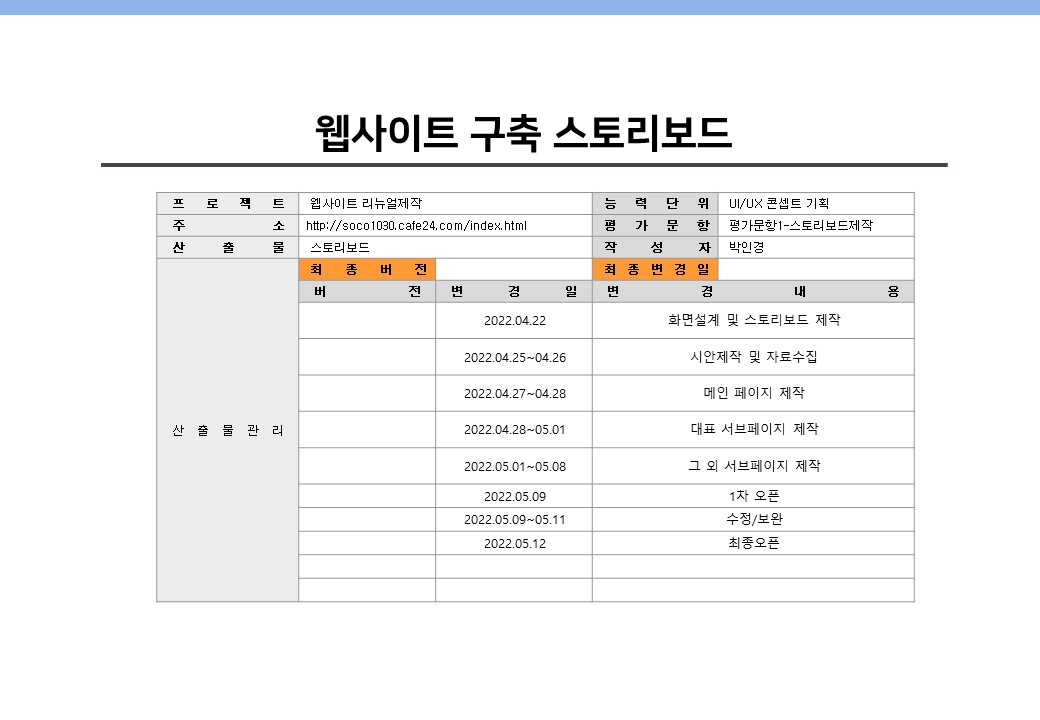 웹사이트 구축 스토리보드
프로젝트 웹사이트 리뉴얼제작 능력단위 UI/UX 콘셉트 기획
주소 http://soco1030.cafe24.com/index.html 평가문항 평가문항1-스토리보드제작
산출물 스토리보드 작성자 박인경
최종버전 최종변경일
버전 변경일 변경내용
2022.04.22 화면설계 및 스토리보드 제작
2022.04.25~04.26 시안제작 및 자료수집
2022.04.27~04.28 메인 페이지 제작
산출물관리
2022.04.28~05.01 대표 서브페이지 제작
2022.05.01~05.08 그 외 서브페이지 제작
2022.05.09 1차 오픈
2022.05.09~05.11 수정/보완
2022.05.12 최종오픈